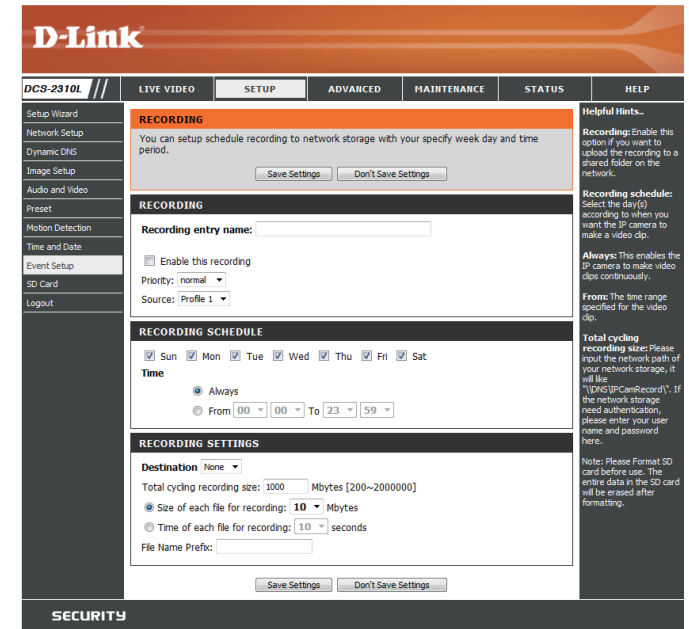 D-Link
DCS-2310L // LIVE VIDEO SETUP ADVANCED MAINTENANCE STATUS HELP
Setup Wizard
Network Setup
Dynamic DNS
Image Setup
Audio and Video
Preset
Motion Detection
Time and Date
Event Setup
SD Card
Logout
RECORDING
You can setup schedule recording to network storage with your specify week day and time
period.
Save Settings Don't Save Settings
RECORDING
Recording entry name:
Enable this recording
Priority: normal
Source: Profile 1
RECORDING SCHEDULE
Sun Mon Tue Wed Thu Fri Sat
Time
Always
From 00 00 To 23 59
RECORDING SETTINGS
Destination None
Total cycling recording size: 1000 Mbytes [200~2000000]
Size of each file for recording: 10 Mbytes
Time of each file for recording: 10 seconds
File Name Prefix:
Save Settings Don't Save Settings
Helpful Hints..
Recording: Enable this
option if you want to
upload the recording to a
shared folder on the
network.
Recording schedule:
Select the day(s)
according to when you
want the IP camera to
make a video clip.
Always: This enables the
IP camera to make video
clips continuously.
From: The time range
specified for the video
clip.
Total cycling
recording size: Please
input the network path of
your network storage, it
will like
"\\DNS\IPCamRecord\". If
the network storage
need authentication,
please enter your user
name and password
here.
Note: Please Format SD
card before use. The
entire data in the SD card
will be erased after
formatting.
SECURITY